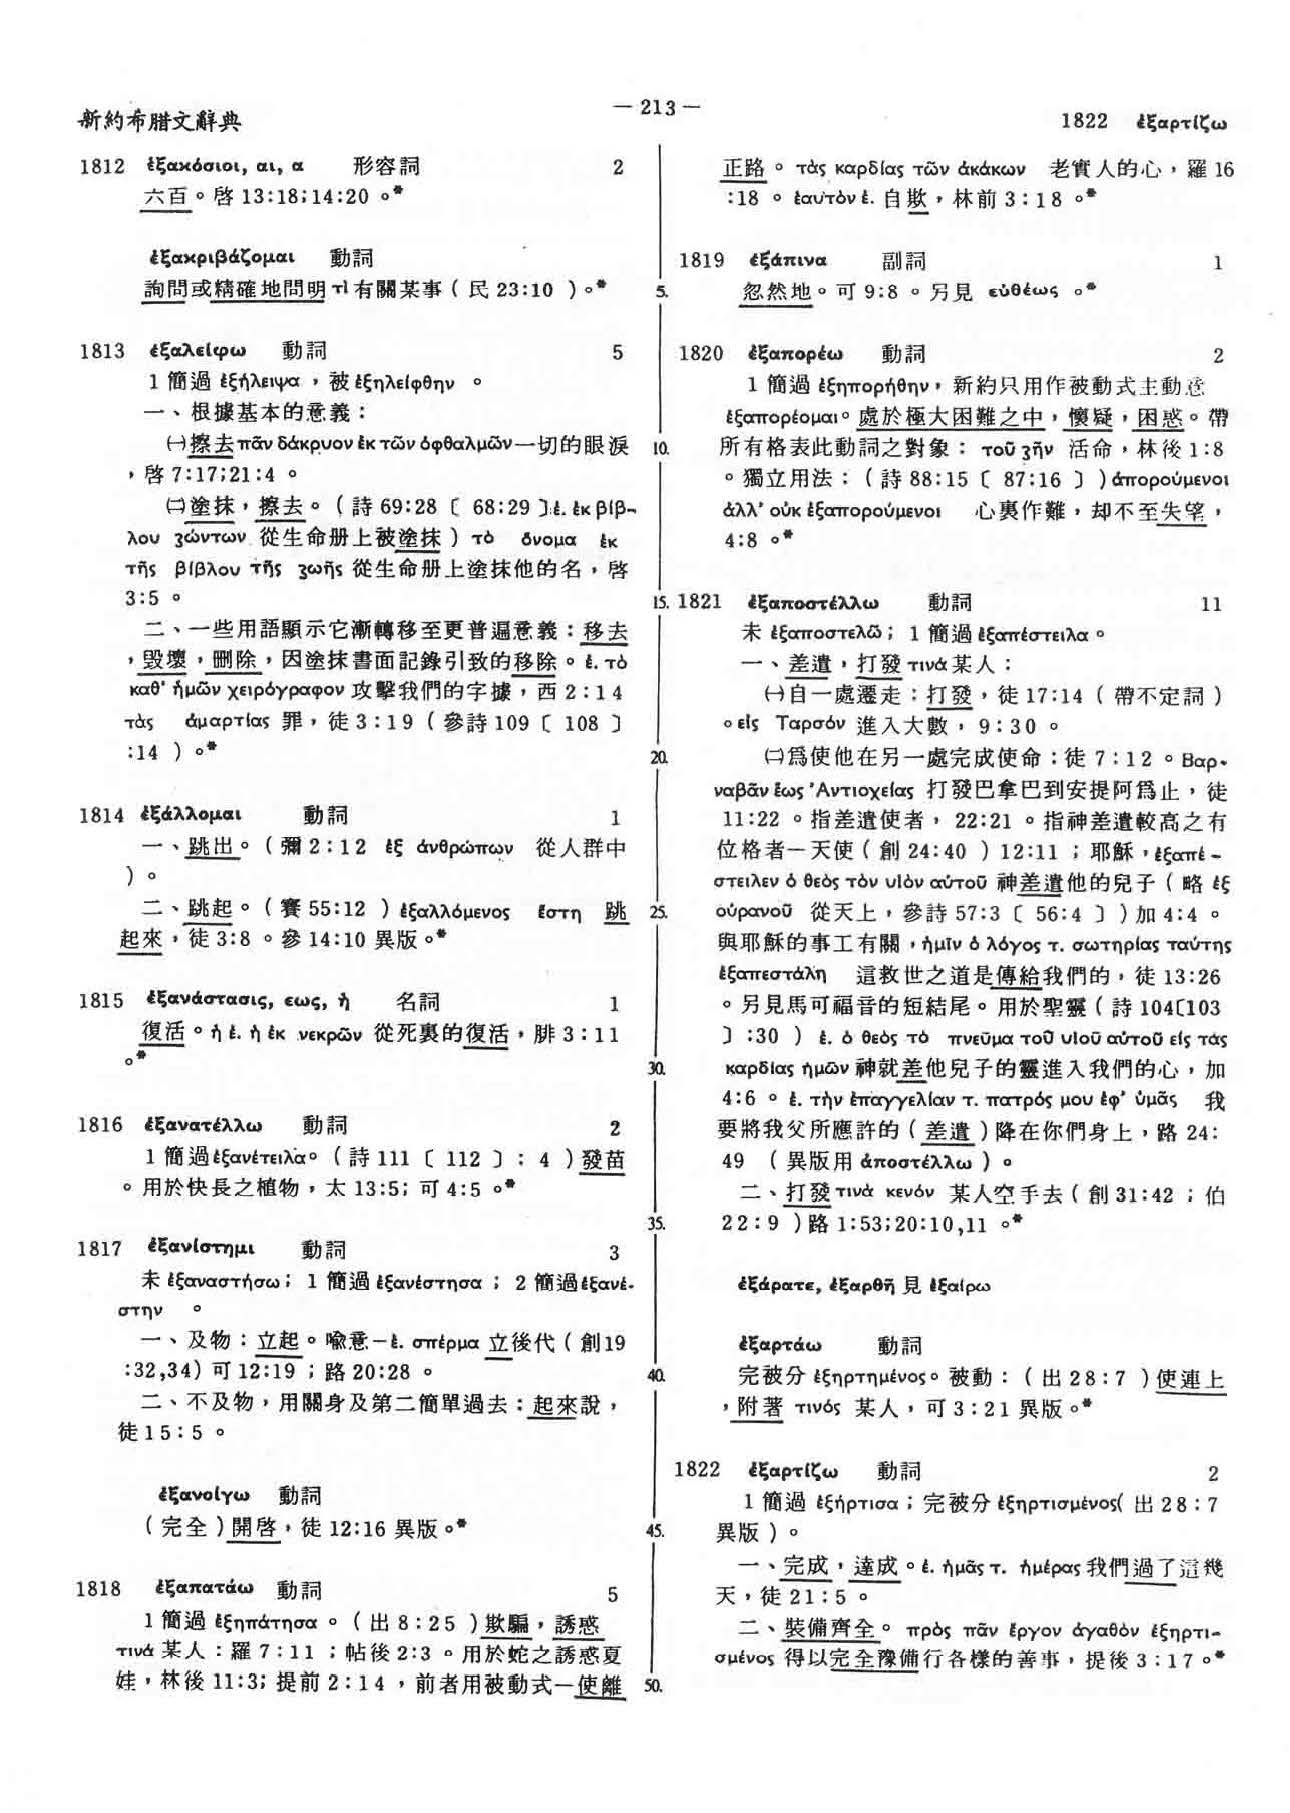 — 213 —
新約希腊文辭典
1822 ἐξαρτίζω
1812 ἐξακόσιοι, αι, α 形容詞 2
六百。啓 13:18;14:20 。*
ἐξακριβάζομαι 動詞
詢問或精確地問明 τὶ 有關某事 ( 民 23:10 ) 。*
1813 ἐξαλείφω 動詞 5
1 簡過 ἐξήλειψα ，被 ἐξηλείφθην 。
一、根據基本的意義：
㈠擦去 πᾶν δάκρυον ἐκ τῶν ὀφθαλμῶν 一切的眼淚
，啓 7:17;21:4 。
㈡塗抹，擦去。( 詩 69:28 〔 68:29 〕ἐ. ἐκ βίβ-
λου ζώντων 從生命册上被塗抹 ) τὸ ὄνομα ἐκ
τῆς βίβλου τῆς ζωῆς 從生命册上塗抹他的名，啓
3:5 。
二、一些用語顯示它漸轉移至更普遍意義：移去
，毀壞，刪除，因塗抹書面記錄引致的移除。ἐ. τὸ
καθ' ἡμῶν χειρόγραφον 攻擊我們的字據，西 2:14
τὰς ἁμαρτίας 罪，徒 3:19 ( 參詩 109 〔 108 〕
:14 ) 。*
1814 ἐξάλλομαι 動詞 1
一、跳出。( 彌 2:12 ἐξ ἀνθρώπων 從人群中
) 。
二、跳起。( 賽 55:12 ) ἐξαλλόμενος ἔστη 跳
起來，徒 3:8 。參 14:10 異版。*
1815 ἐξανάστασις, εως, ἡ 名詞 1
復活。ἡ ἐ. ἡ ἐκ νεκρῶν 從死裏的復活，腓 3:11
。*
1816 ἐξανατέλλω 動詞 2
1 簡過 ἐξανέτειλα。( 詩 111 〔 112 〕: 4 ) 發苗
。用於快長之植物，太 13:5; 可 4:5 。*
1817 ἐξανίστημι 動詞 3
未 ἐξαναστήσω ; 1 簡過 ἐξανέστησα ; 2 簡過 ἐξανέ-
στην 。
一、及物：立起。喩意— ἐ. σπέρμα 立後代 ( 創19
:32,34) 可 12:19 ; 路 20:28 。
二、不及物，用關身及第二簡單過去：起來說，
徒 15:5 。
ἐξανοίγω 動詞
( 完全 ) 開啓，徒 12:16 異版。*
1818 ἐξαπατάω 動詞 5
1 簡過 ἐξηπάτησα 。( 出 8:25 ) 欺騙，誘惑
τινά 某人：羅 7:11 ; 帖後 2:3 。用於蛇之誘惑夏
娃，林後 11:3; 提前 2:14 ，前者用被動式—使離
5.
10.
15.
20.
25.
30.
35.
40.
45.
50.
正路。τὰς καρδίας τῶν ἀκάκων 老實人的心，羅 16
:18 。ἑαυτὸν ἐ. 自欺，林前 3:18 。*
1819 ἐξάπινα 副詞 1
忽然地。可 9:8 。另見 εὐθέως 。*
1820 ἐξαπορέω 動詞 2
1 簡過 ἐξηπορήθην，新約只用作被動式主動意
ἐξαπορέομαι。處於極大困難之中，懷疑，困惑。帶
所有格表此動詞之對象：τοῦ ζῆν 活命，林後 1:8
。獨立用法：( 詩 88:15 〔 87:16 〕 ) ἀπορούμενοι
ἀλλ' οὐκ ἐξαπορούμενοι 心裏作難，却不至失望，
4:8 。*
1821 ἐξαποστέλλω 動詞 11
未 ἐξαποστελῶ ; 1 簡過 ἐξαπέστειλα 。
一、差遣，打發 τινά 某人：
㈠自一處遷走：打發，徒 17:14 ( 帶不定詞 )
。εἰς Ταρσόν 進入大數，9:30 。
㈡爲使他在另一處完成使命：徒 7:12 。Βαρ-
ναβᾶν ἕως 'Αντιοχείας 打發巴拿巴到安提阿爲止，徒
11:22 。指差遣使者，22:21 。指神差遣較高之有
位格者—天使 ( 創 24:40 ) 12:11 ; 耶穌，ἐξαπέ-
στειλεν ὁ θεὸς τὸν υἱὸν αὐτοῦ 神差遣他的兒子 ( 略 ἐξ
οὐρανοῦ 從天上，參詩 57:3 〔 56:4 〕 ) 加 4:4 。
與耶穌的事工有關，ἡμῖν ὁ λόγος τ. σωτηρίας ταύτης
ἐξαπεστάλη 這救世之道是傳給我們的，徒 13:26
。另見馬可福音的短結尾。用於聖靈 ( 詩 104〔103
〕:30 ) ἐ. ὁ θεὸς τὸ πνεῦμα τοῦ υἱοῦ αὐτοῦ εἰς τὰς
καρδίας ἡμῶν 神就差他兒子的靈進入我們的心，加
4:6 。ἐ. τὴν ἐπαγγελίαν τ. πατρός μου ἐφ' ὑμᾶς 我
要將我父所應許的 ( 差遣 ) 降在你們身上，路 24:
49 ( 異版用 ἀποστέλλω ) 。
二、打發 τινὰ κενόν 某人空手去 ( 創 31:42 ; 伯
22:9 ) 路 1:53;20:10,11 。*
ἐξάρατε, ἐξαρθῇ 見 ἐξαίρω
ἐξαρτάω 動詞
完被分 ἐξηρτημένος。被動：( 出 28:7 ) 使連上
，附著 τινός 某人，可 3:21 異版。*
1822 ἐξαρτίζω 動詞 2
1 簡過 ἐξήρτισα ; 完被分 ἐξηρτισμένος( 出 28:7
異版 ) 。
一、完成，達成。ἐ. ἡμᾶς τ. ἡμέρας 我們過了這幾
天，徒 21:5 。
二、裝備齊全。πρὸς πᾶν ἔργον ἀγαθὸν ἐξηρτι-
σμένος 得以完全豫備行各樣的善事，提後 3:17 。*